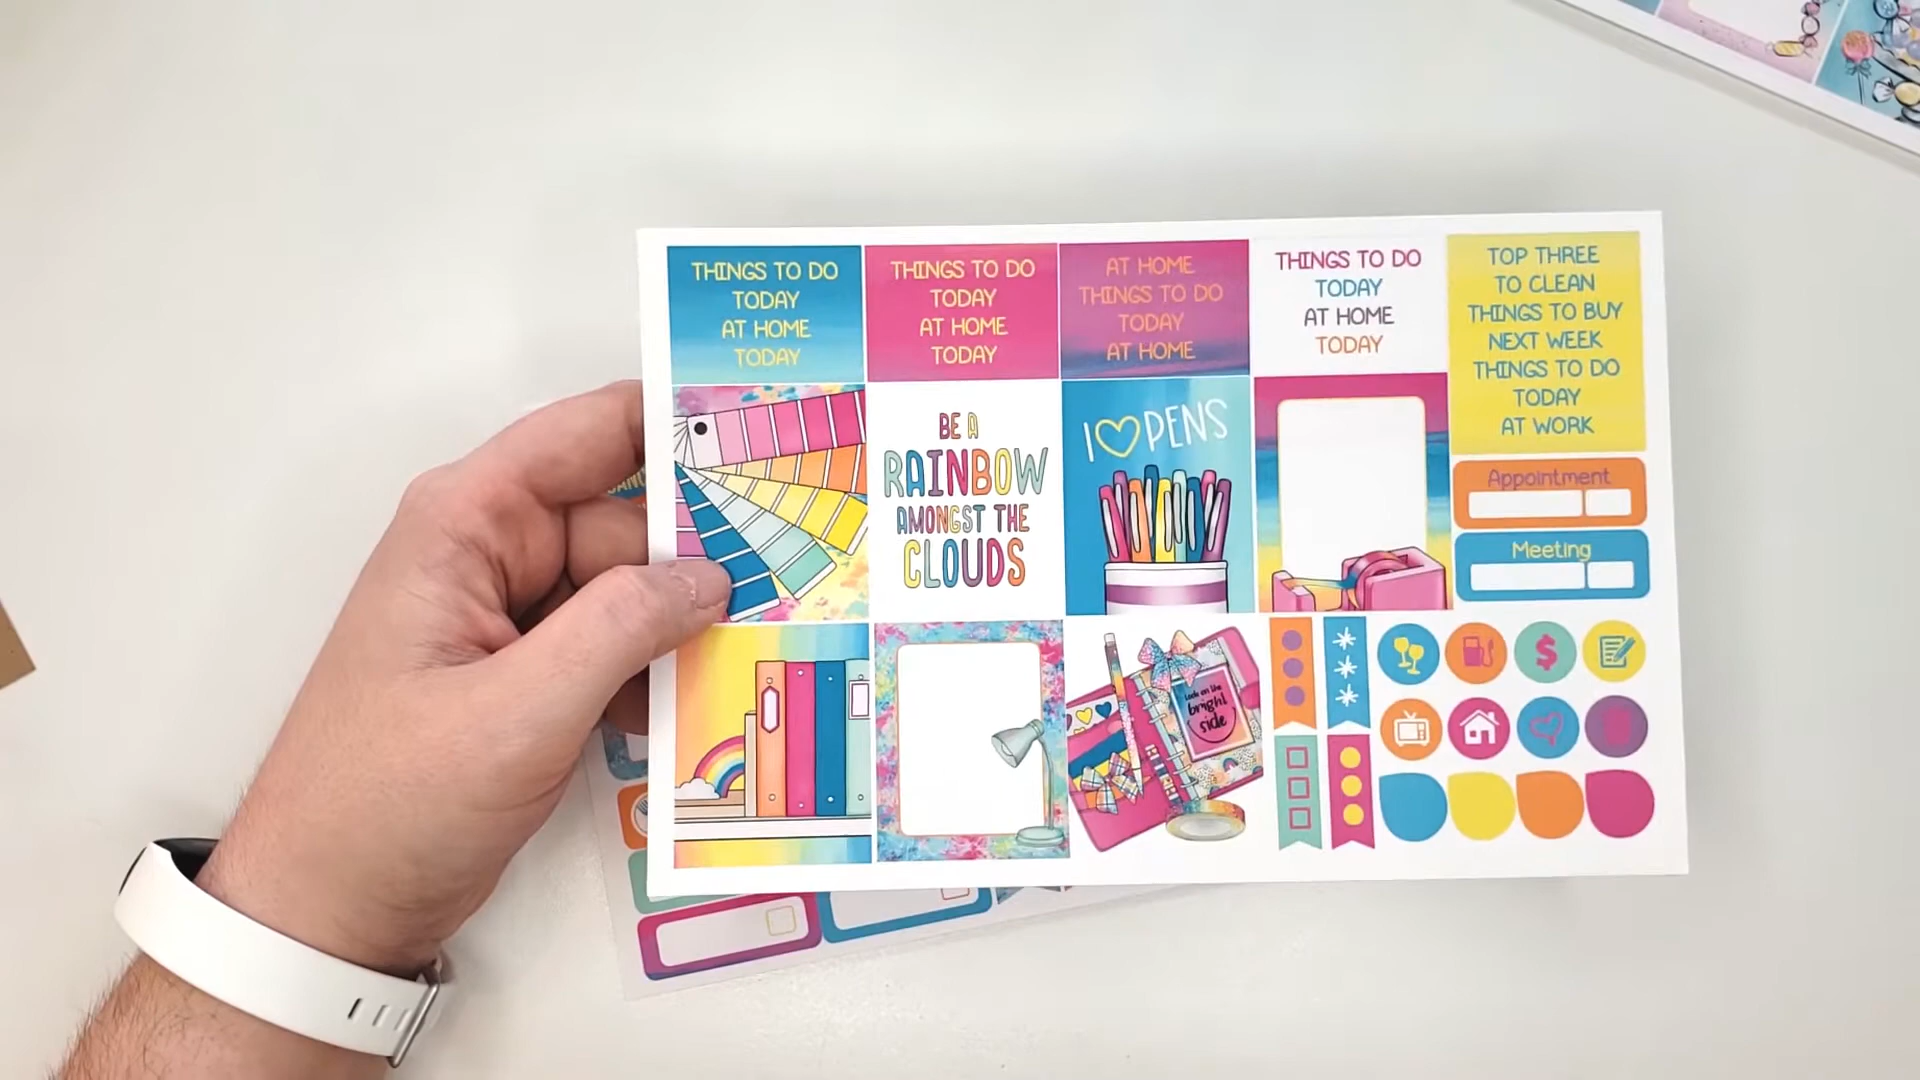 THINGS TO DO
TODAY
AT HOME
TODAY
THINGS TO DO
TODAY
AT HOME
TODAY
AT HOME
THINGS TO DO
TODAY
AT HOME
THINGS TO DO
TODAY
AT HOME
TODAY
TOP THREE
TO CLEAN
THINGS TO BUY
NEXT WEEK
THINGS TO DO
TODAY
AT WORK
BE A
RAINBOW
AMONGST THE
CLOUDS
I♡PENS
Appointment
Meeting
Look on the
bright
side
$